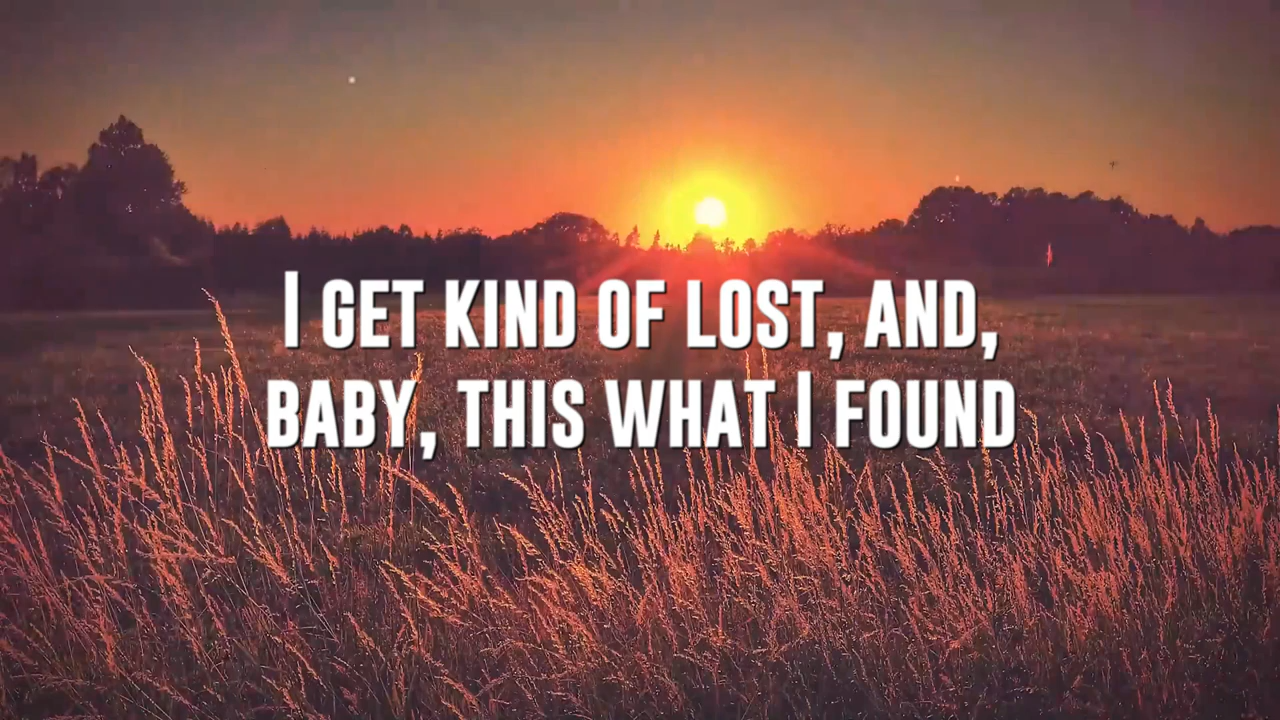 I GET KIND OF LOST, AND,
BABY, THIS WHAT I FOUND